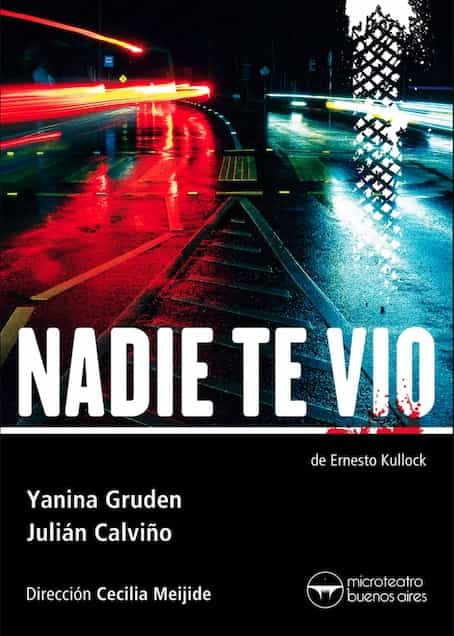 NADIE TE VIO
de Ernesto Kullock
Yanina Gruden
Julián Calviño
Dirección Cecilia Meijide
microteatro
buenos aires